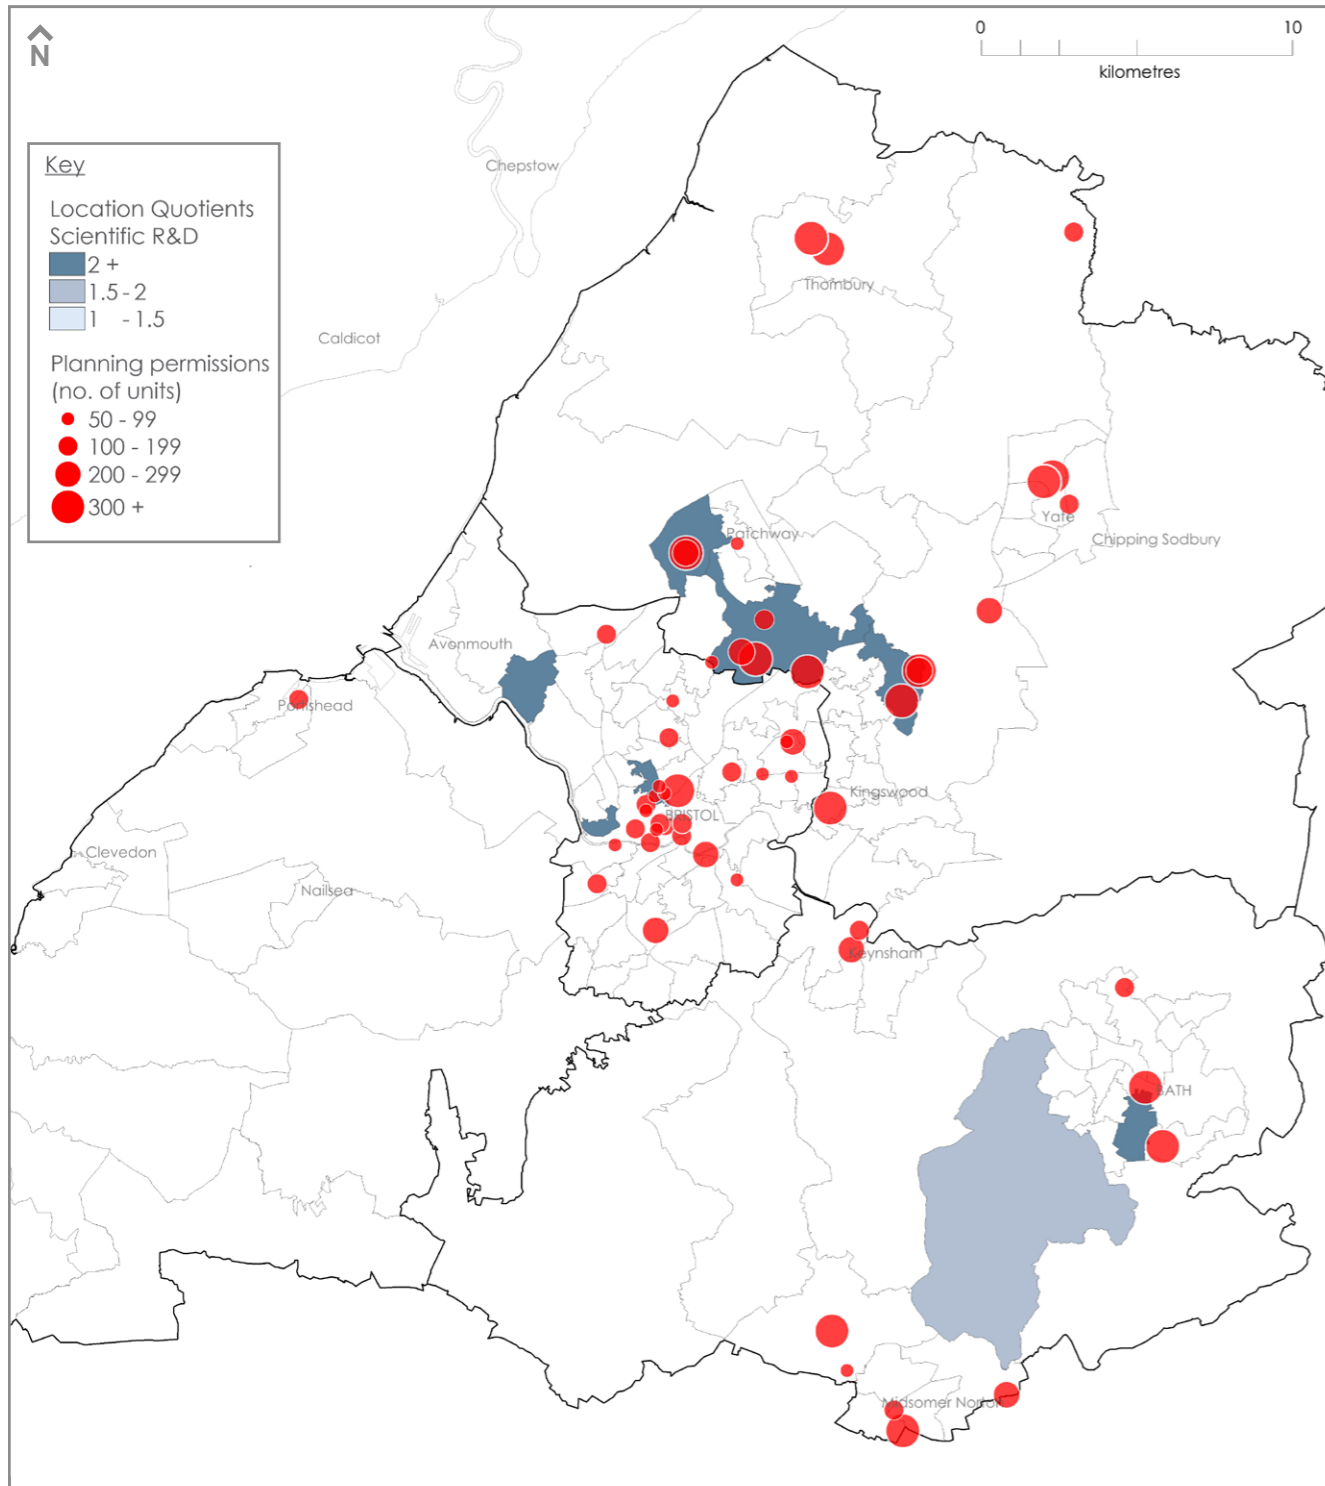 N
0 10
kilometres
Key
Location Quotients
Scientific R&D
2 +
1.5 - 2
1 - 1.5
Planning permissions
(no. of units)
50 - 99
100 - 199
200 - 299
300 +
Chepstow
Thornbury
Caldicot
Yate
Patchway
Chipping Sodbury
Avonmouth
Portishead
Kingswood
BRISTOL
Clevedon
Nailsea
Keynsham
BATH
Midsomer Norton